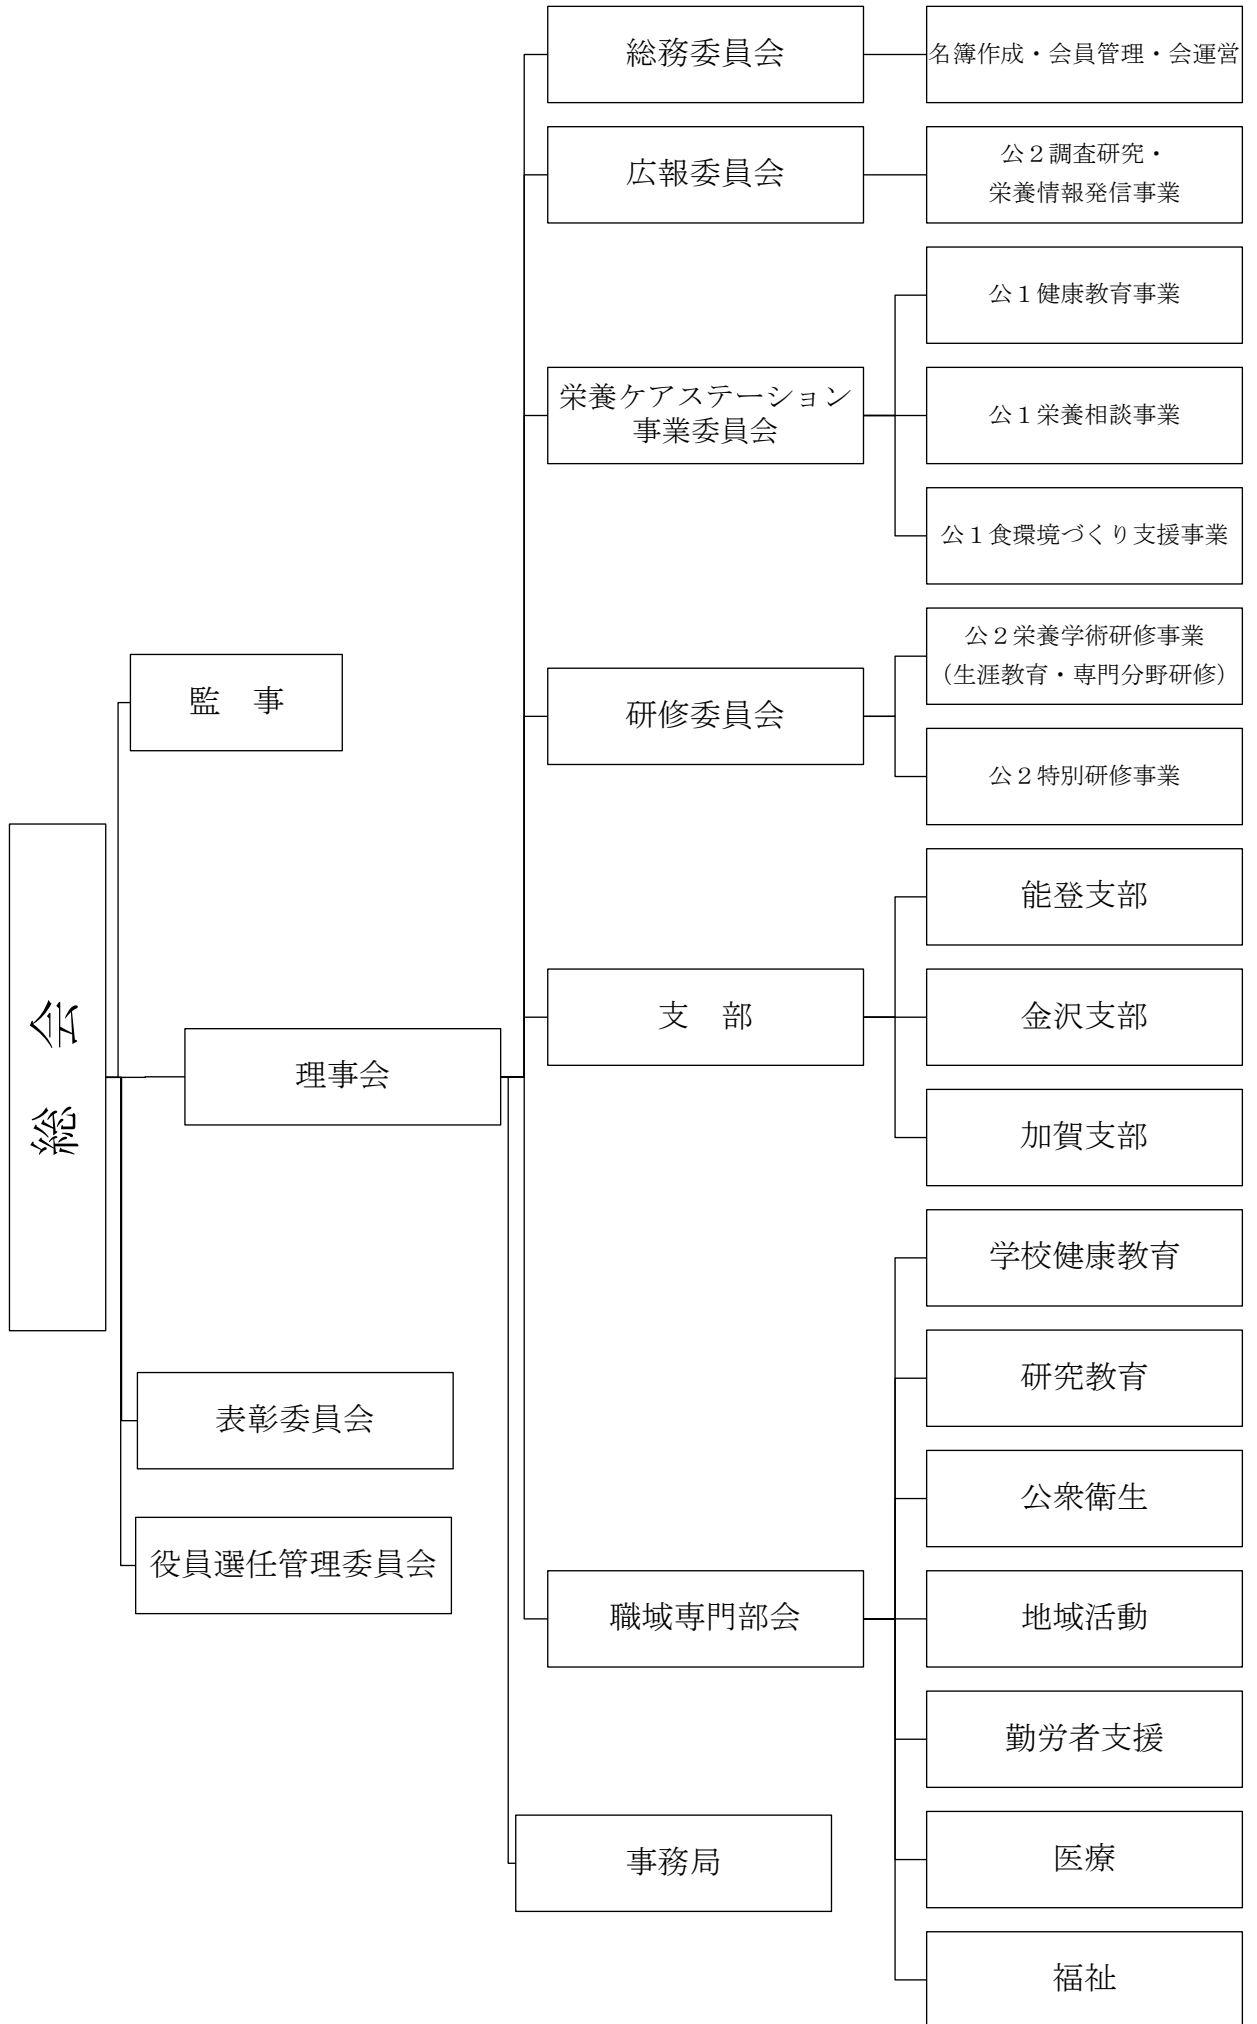 総会
監　事
理事会
表彰委員会
役員選任管理委員会
総務委員会
広報委員会
栄養ケアステーション
事業委員会
研修委員会
支　部
職域専門部会
事務局
名簿作成・会員管理・会運営
公２調査研究・
栄養情報発信事業
公１健康教育事業
公１栄養相談事業
公１食環境づくり支援事業
公２栄養学術研修事業
（生涯教育・専門分野研修）
公２特別研修事業
能登支部
金沢支部
加賀支部
学校健康教育
研究教育
公衆衛生
地域活動
勤労者支援
医療
福祉